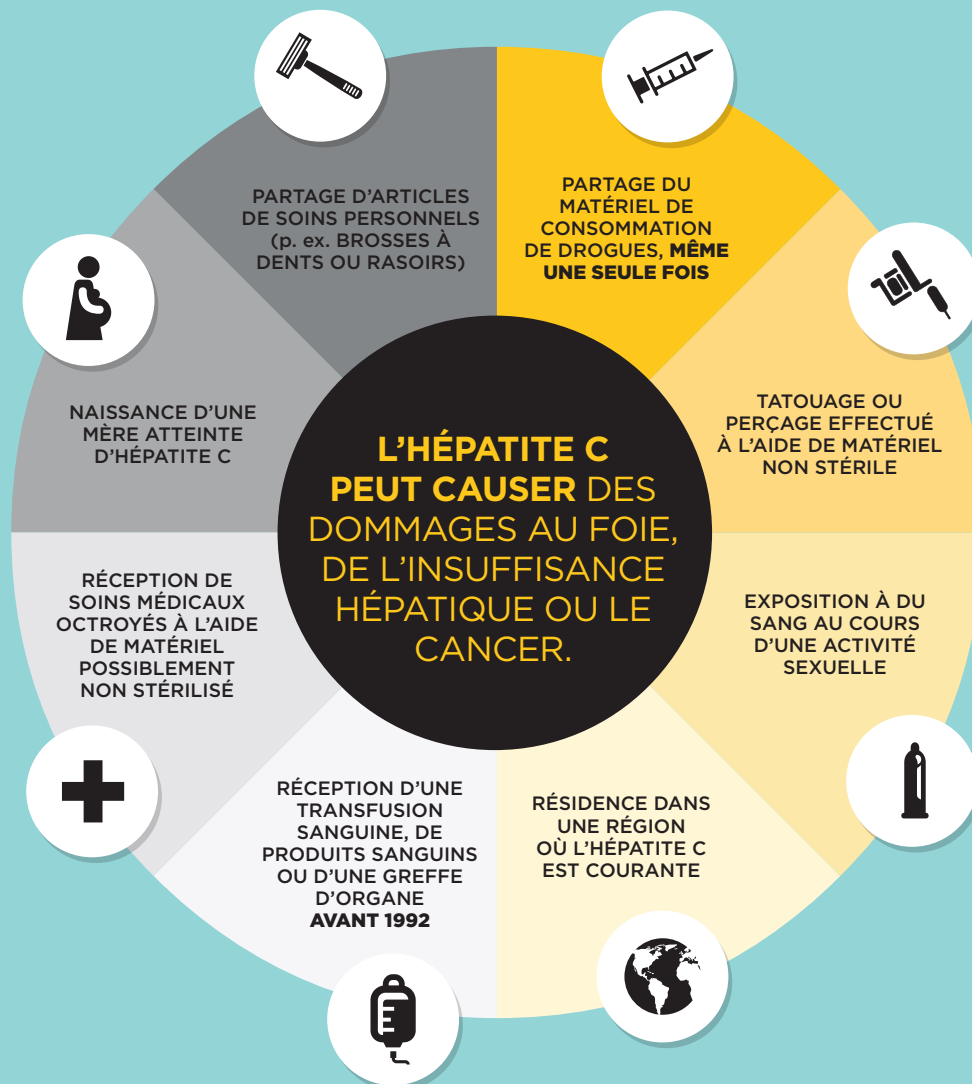 PARTAGE D'ARTICLES
DE SOINS PERSONNELS
(p. ex. BROSSES À
DENTS OU RASOIRS)
PARTAGE DU
MATÉRIEL DE
CONSOMMATION
DE DROGUES, MÊME
UNE SEULE FOIS
TATOUAGE OU
PERÇAGE EFFECTUÉ
À L'AIDE DE MATÉRIEL
NON STÉRILE
NAISSANCE D'UNE
MÈRE ATTEINTE
D'HÉPATITE C
L'HÉPATITE C
PEUT CAUSER DES
DOMMAGES AU FOIE,
DE L'INSUFFISANCE
HÉPATIQUE OU LE
CANCER.
RÉCEPTION DE
SOINS MÉDICAUX
OCTROYÉS À L'AIDE
DE MATÉRIEL
POSSIBLEMENT
NON STÉRILISÉ
EXPOSITION À DU
SANG AU COURS
D'UNE ACTIVITÉ
SEXUELLE
RÉCEPTION D'UNE
TRANSFUSION
SANGUINE, DE
PRODUITS SANGUINS
OU D'UNE GREFFE
D'ORGANE
AVANT 1992
RÉSIDENCE DANS
UNE RÉGION
OÙ L'HÉPATITE C
EST COURANTE